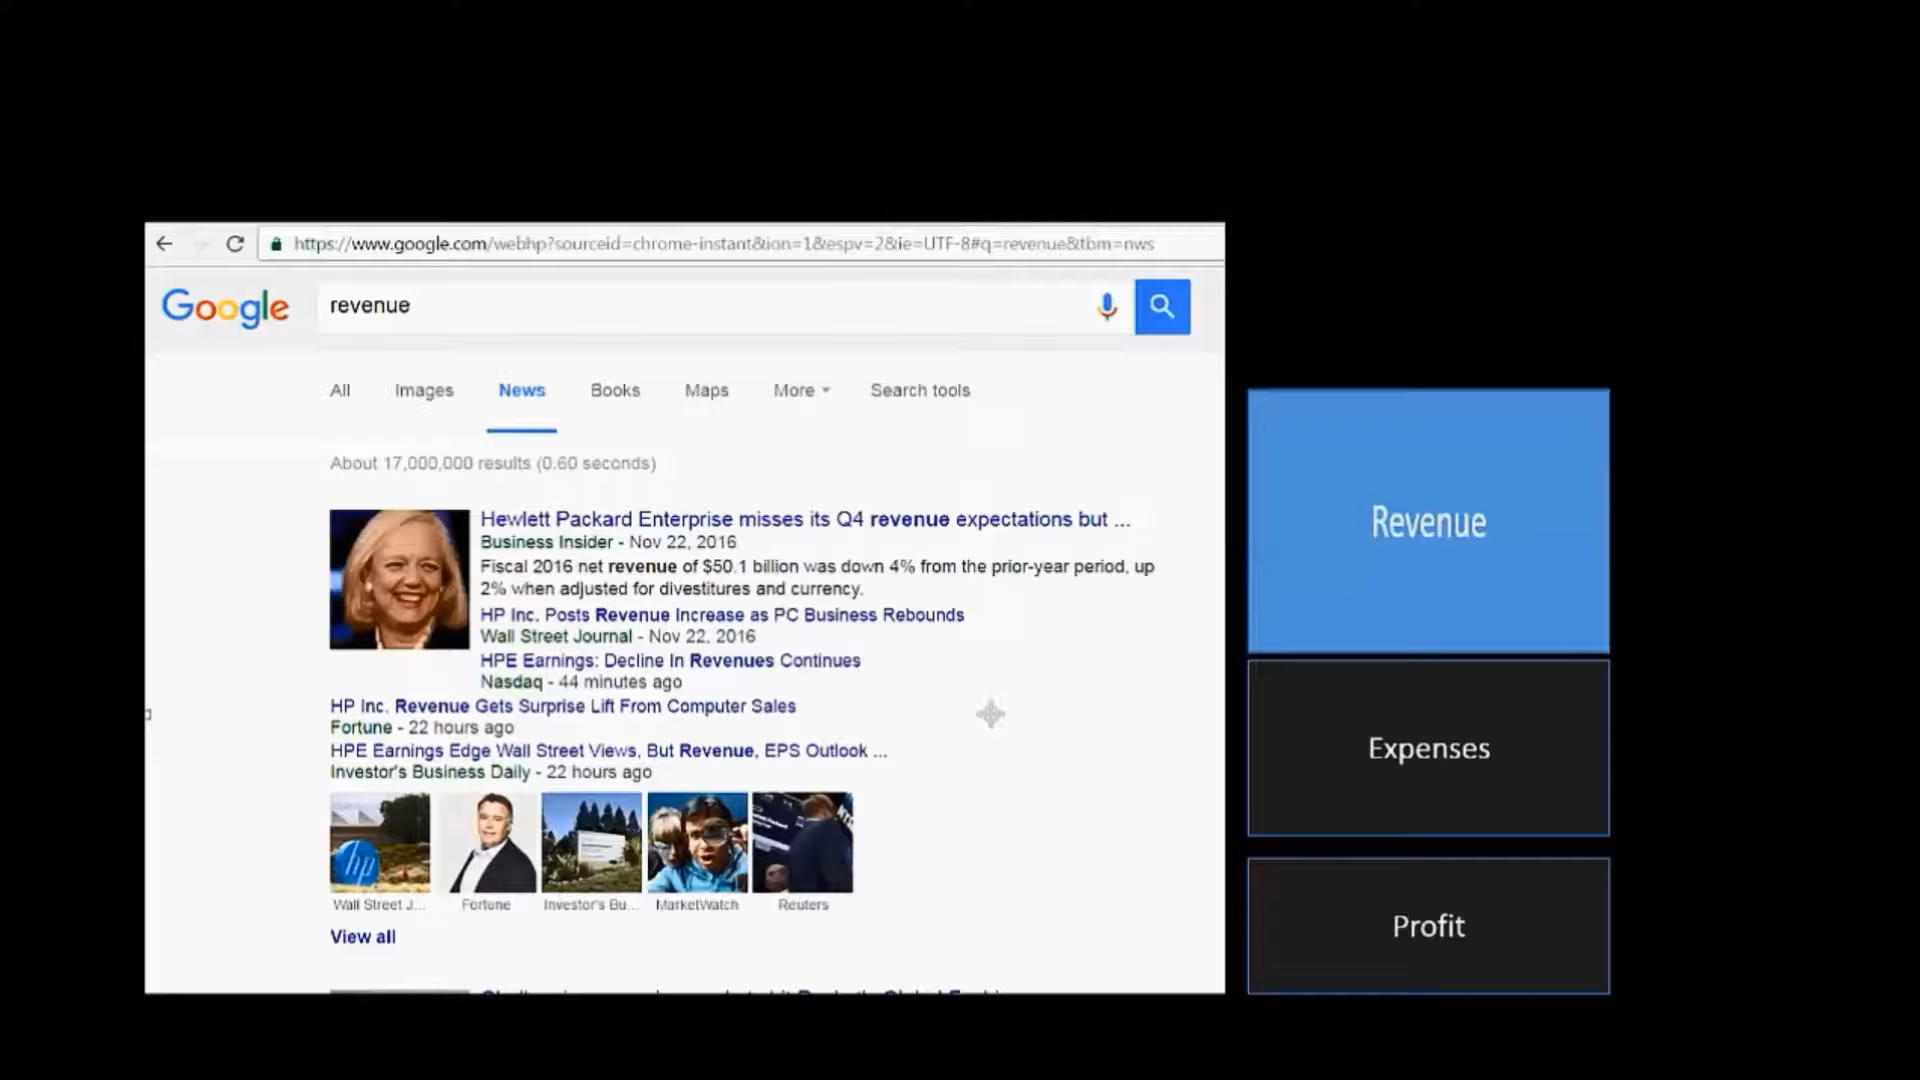 https://www.google.com/webhp?sourceid=chrome-instant&ion=1&espv=2&ie=UTF-8#q=revenue&tbm=nws
Google
revenue
All Images News Books Maps More Search tools
About 17,000,000 results (0.60 seconds)
Hewlett Packard Enterprise misses its Q4 revenue expectations but ...
Business Insider - Nov 22, 2016
Fiscal 2016 net revenue of $50.1 billion was down 4% from the prior-year period, up
2% when adjusted for divestitures and currency.
HP Inc. Posts Revenue Increase as PC Business Rebounds
Wall Street Journal - Nov 22, 2016
HPE Earnings: Decline In Revenues Continues
Nasdaq - 44 minutes ago
HP Inc. Revenue Gets Surprise Lift From Computer Sales
Fortune - 22 hours ago
HPE Earnings Edge Wall Street Views, But Revenue, EPS Outlook ...
Investor's Business Daily - 22 hours ago
hp
Wall Street J... Fortune Investor's Bu... MarketWatch Reuters
View all
Revenue
Expenses
Profit